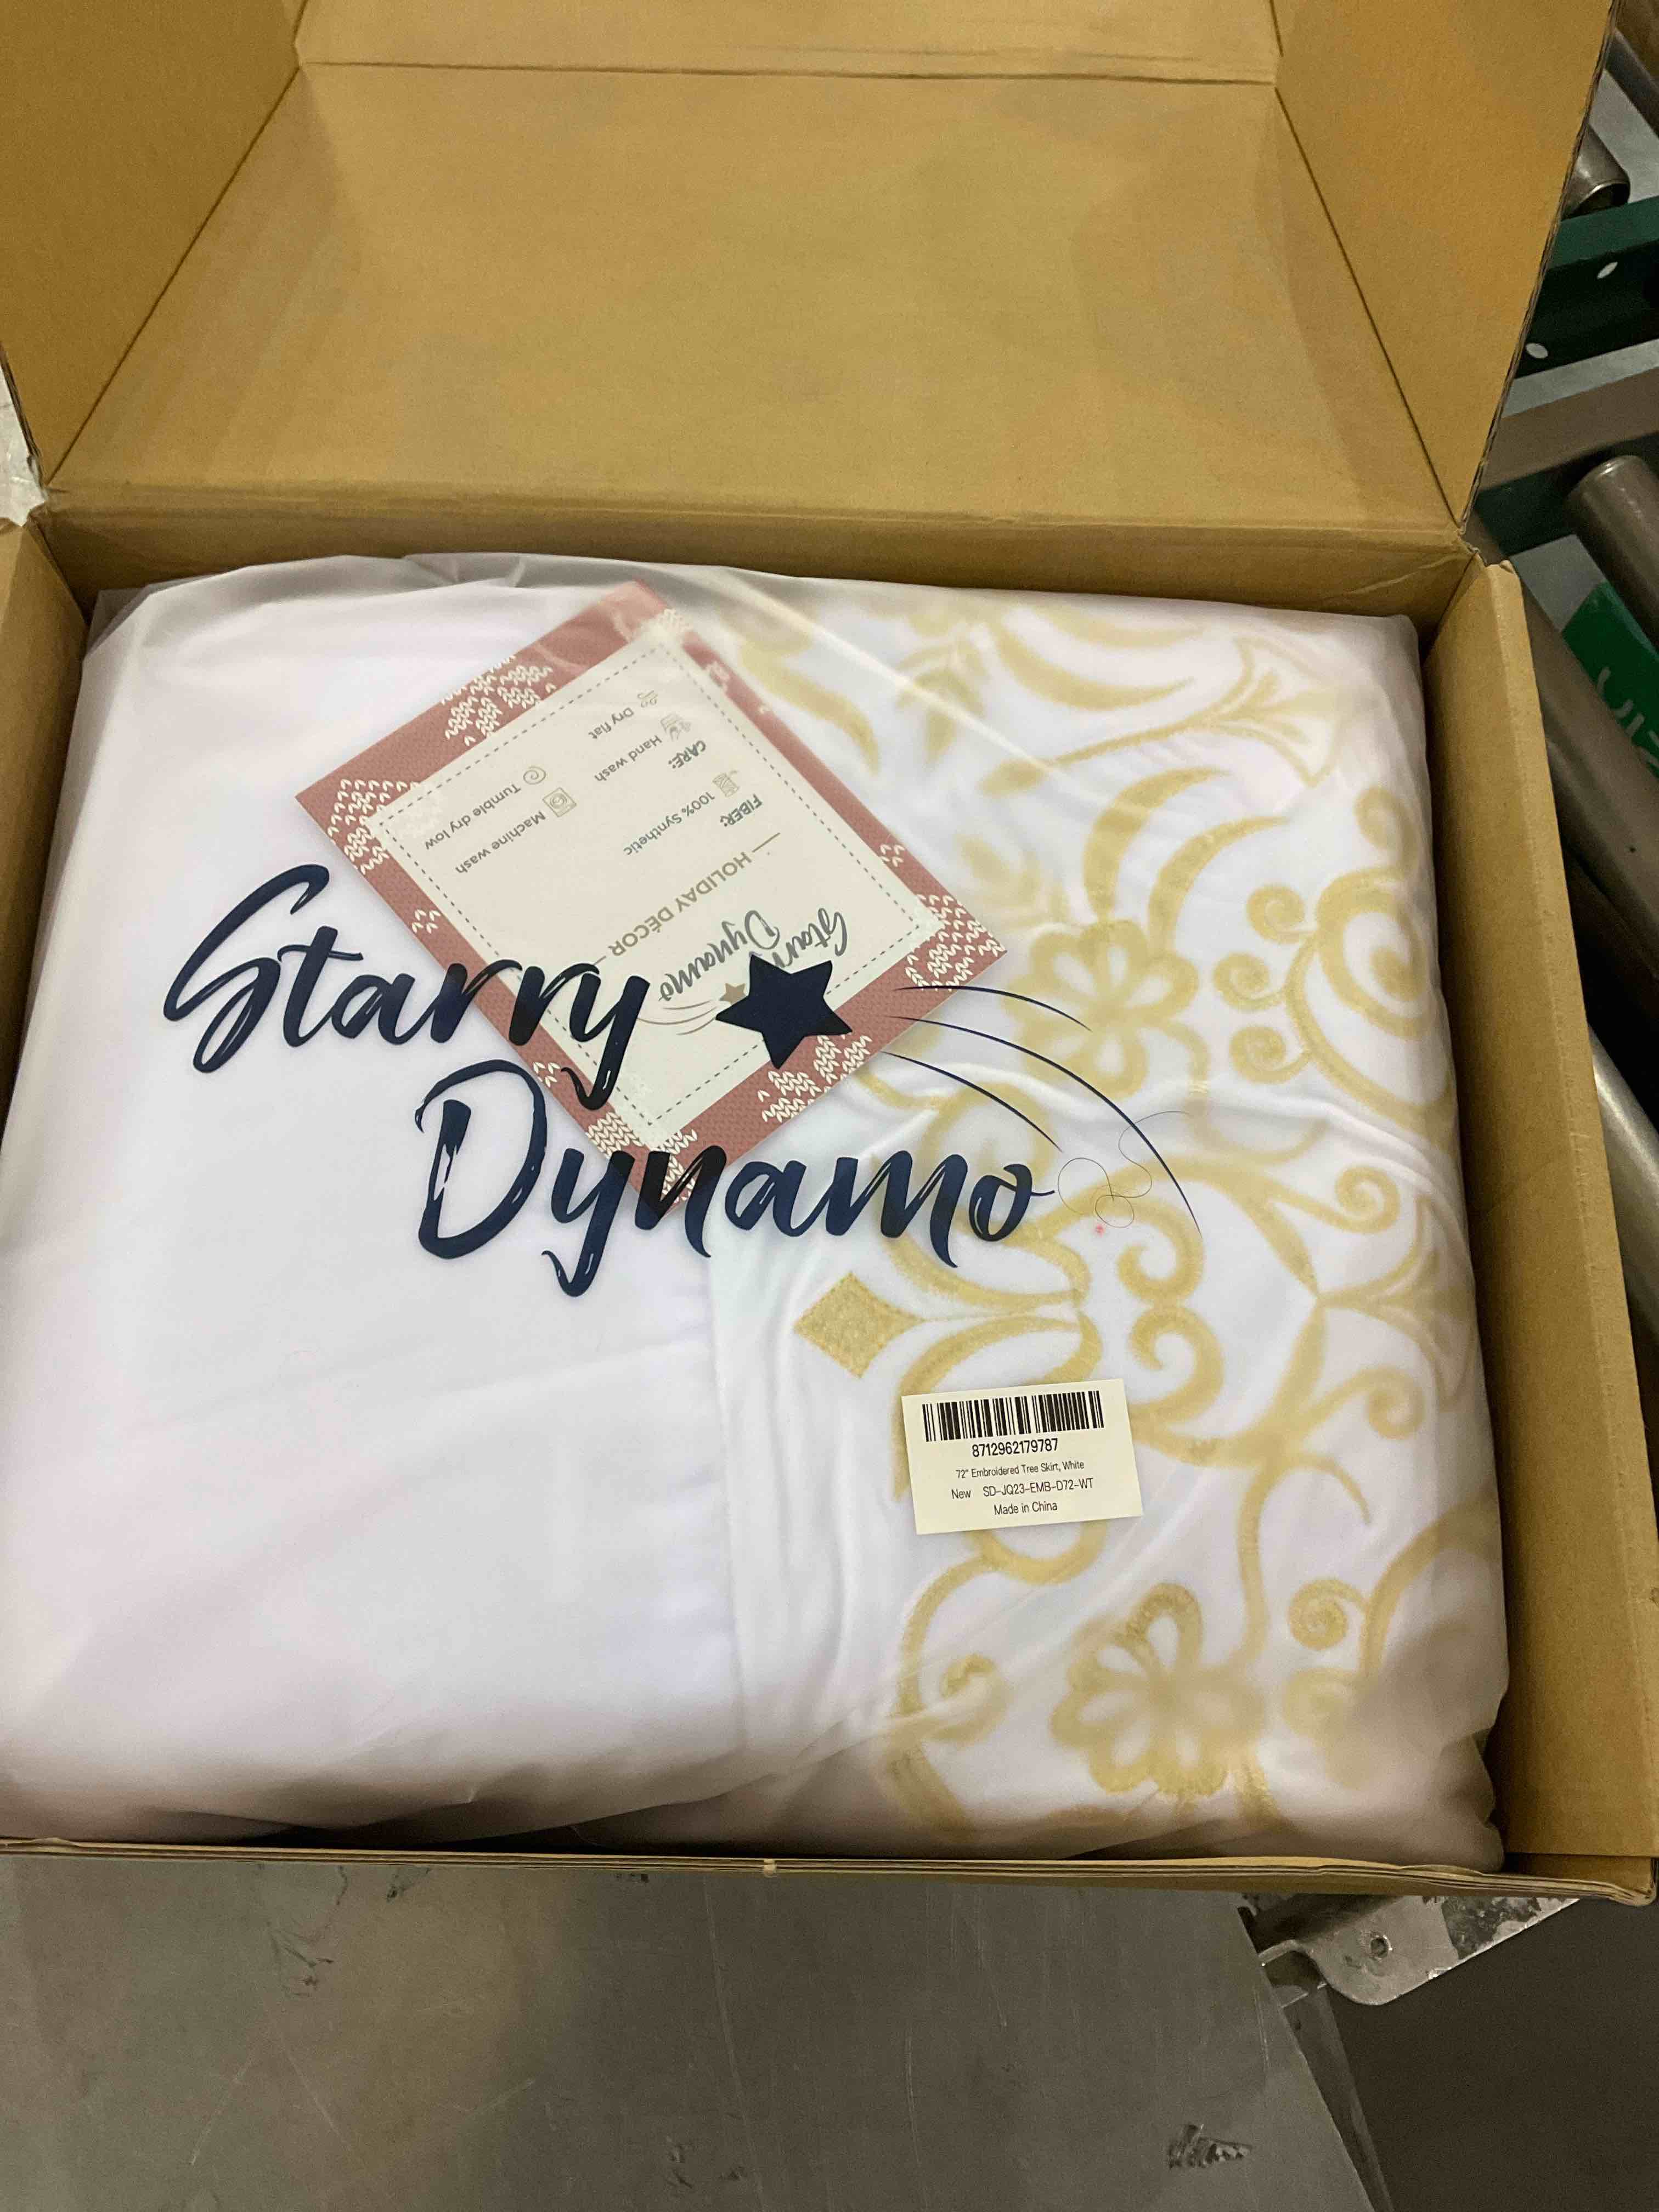 Starry
Dynamo
Starry
Dynamo
HOLIDAY DÉCOR
FIBER:
100% Synthetic
CARE:
Machine wash
Hand wash
Tumble dry low
Dry flat
8712962179787
72" Embroidered Tree Skirt, White
New SD-JQ23-EMB-D72-WT
Made in China